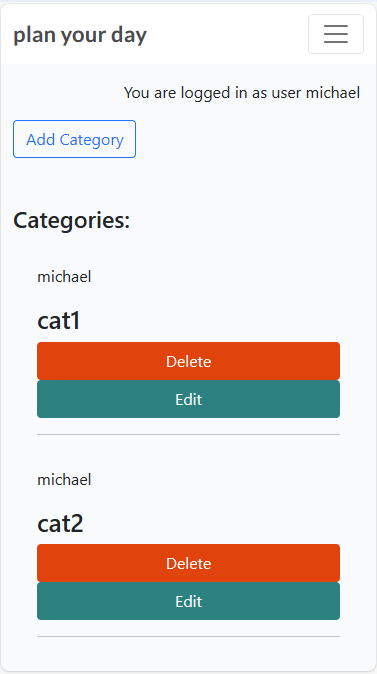 plan your day
You are logged in as user michael
Add Category
Categories:
michael
cat1
Delete
Edit
michael
cat2
Delete
Edit